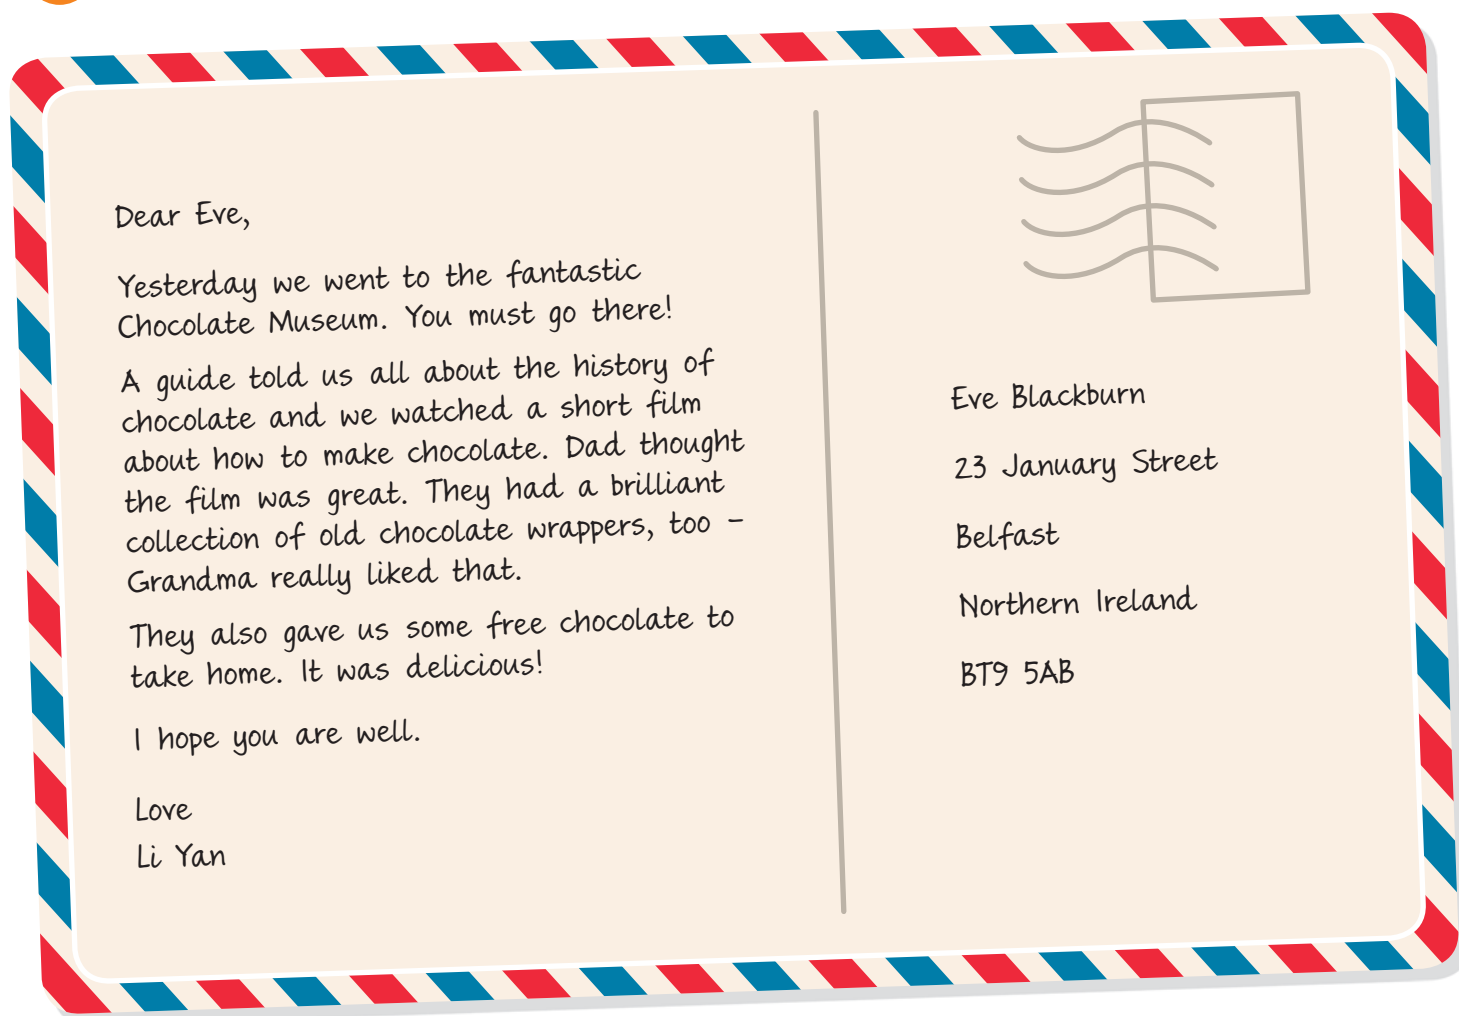 Dear Eve,
Yesterday we went to the fantastic
Chocolate Museum. You must go there!
A guide told us all about the history of
chocolate and we watched a short film
about how to make chocolate. Dad thought
the film was great. They had a brilliant
collection of old chocolate wrappers, too –
Grandma really liked that.
They also gave us some free chocolate to
take home. It was delicious!
I hope you are well.
Love
Li Yan
Eve Blackburn
23 January Street
Belfast
Northern Ireland
BT9 5AB